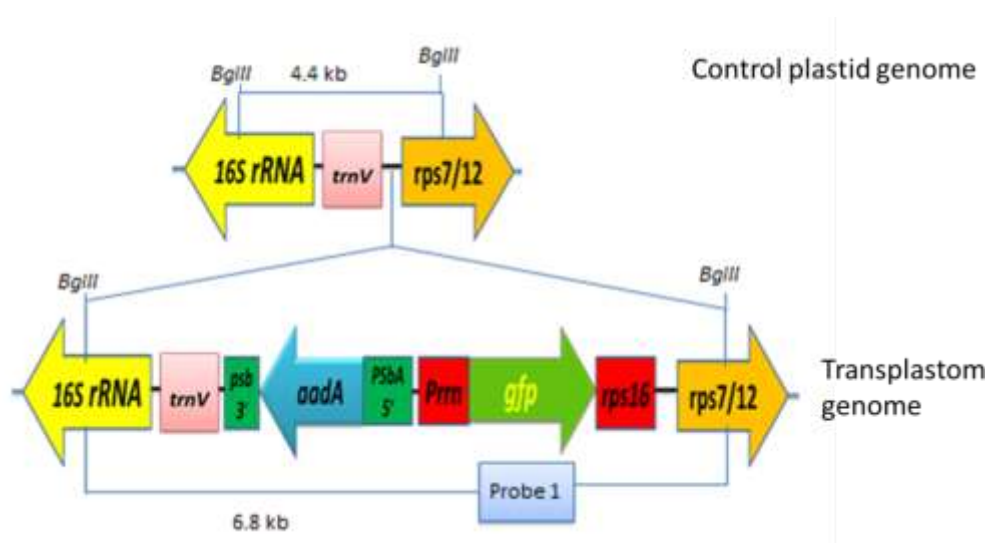 BglII
4.4 kb
BglII
Control plastid genome
16S rRNA
trnV
rps7/12
BglII
BglII
16S rRNA
trnV
psb
3'
aadA
PSbA
5'
Prrn
gfp
rps16
rps7/12
Transplastom
genome
Probe 1
6.8 kb